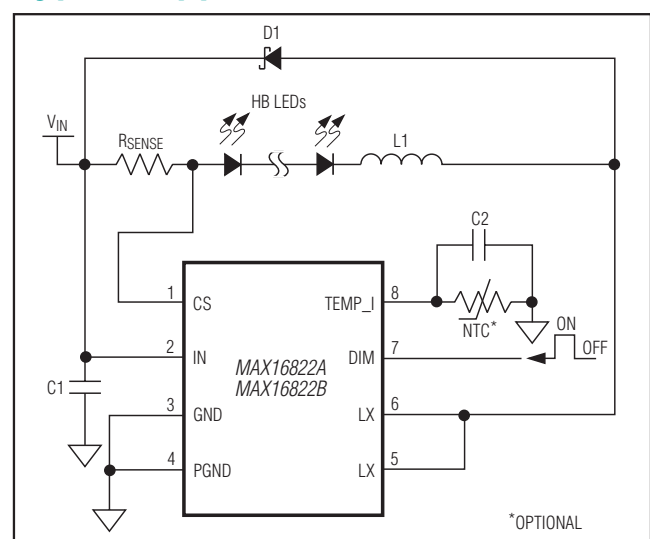 D1
HB LEDs
VIN
RSENSE
L1
C2
1
CS
TEMP_I
8
NTC*
ON
OFF
2
IN
MAX16822A
MAX16822B
DIM
7
C1
3
GND
LX
6
4
PGND
LX
5
*OPTIONAL